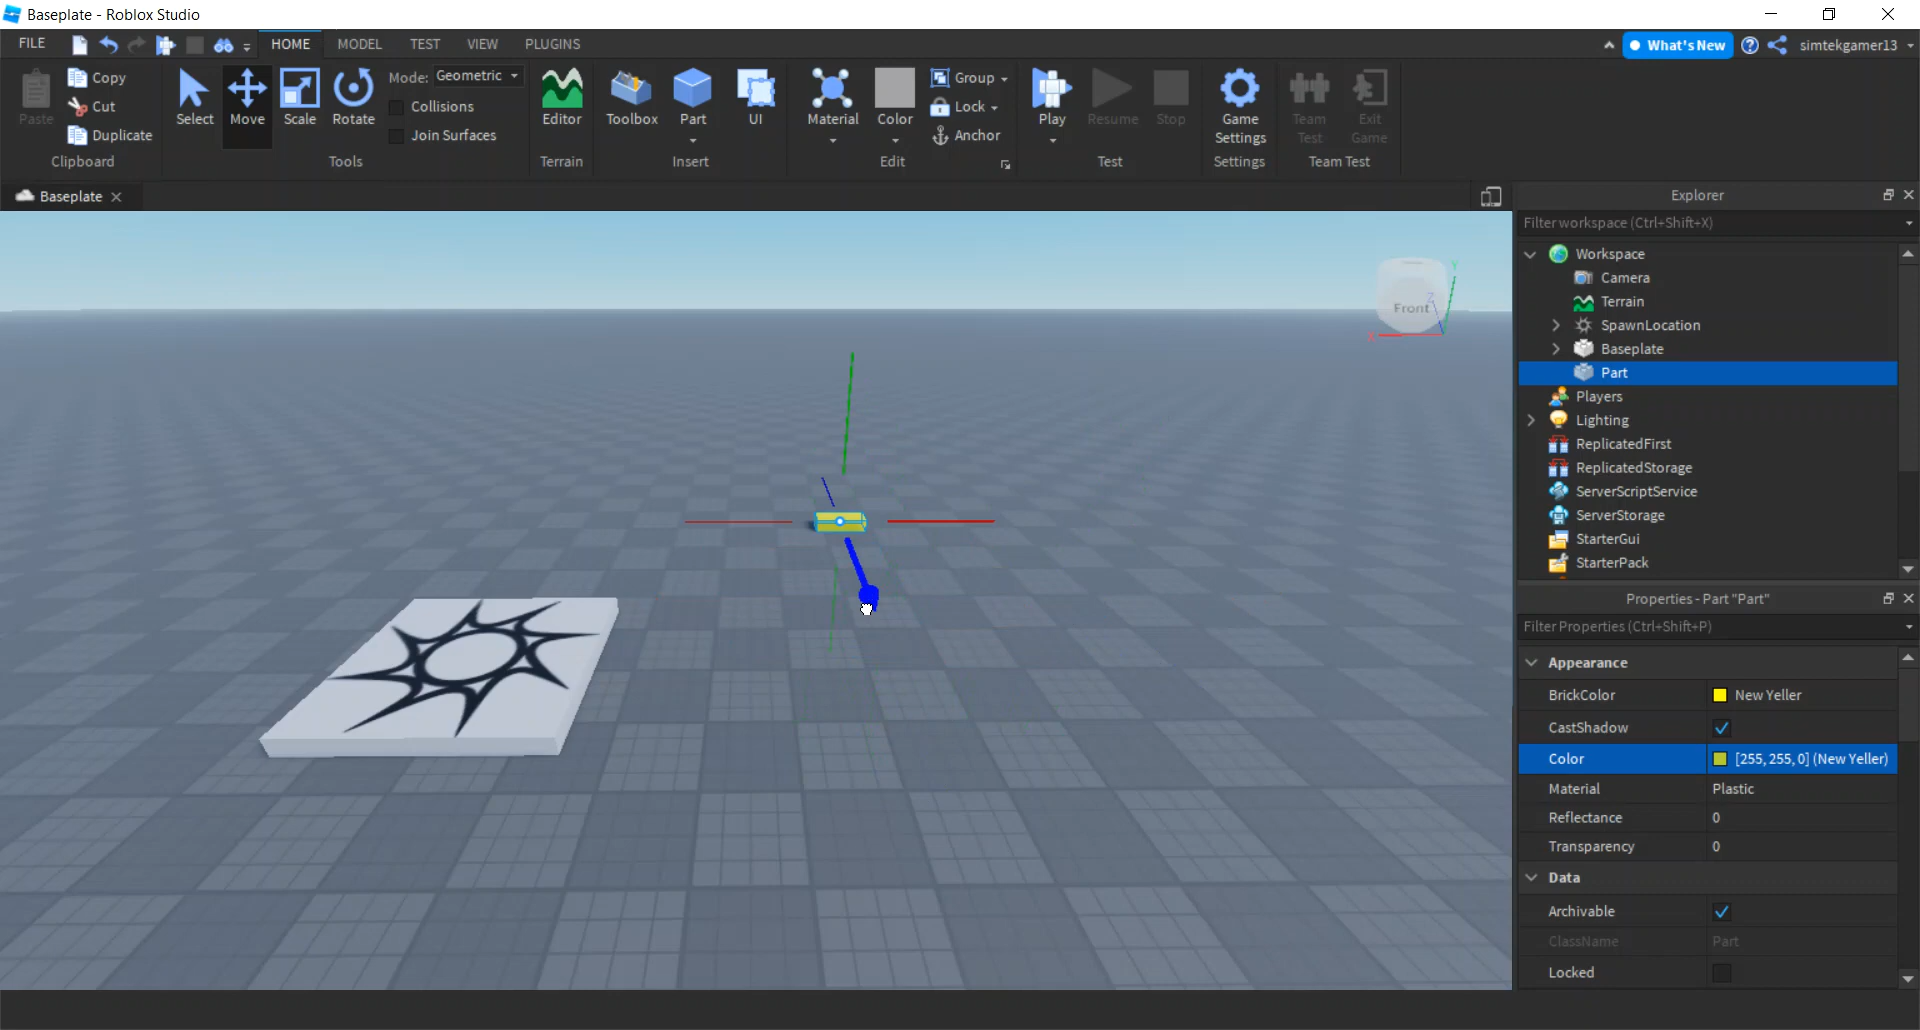 Baseplate - Roblox Studio
FILE HOME MODEL TEST VIEW PLUGINS What's New simtekgamer13
Paste Copy Cut Duplicate Clipboard
Select Move Scale Rotate Mode: Geometric Collisions Join Surfaces Tools
Editor Terrain
Toolbox Part UI Insert
Material Color Group Lock Anchor Edit
Play Resume Stop Test
Game Settings Settings
Team Test Exit Game Team Test
Baseplate
Front
X
Y
Z
Explorer
Filter workspace (Ctrl+Shift+X)
Workspace
Camera
Terrain
SpawnLocation
Baseplate
Part
Players
Lighting
ReplicatedFirst
ReplicatedStorage
ServerScriptService
ServerStorage
StarterGui
StarterPack
Properties - Part "Part"
Filter Properties (Ctrl+Shift+P)
Appearance
BrickColor New Yeller
CastShadow
Color [255, 255, 0] (New Yeller)
Material Plastic
Reflectance 0
Transparency 0
Data
Archivable
ClassName Part
Locked